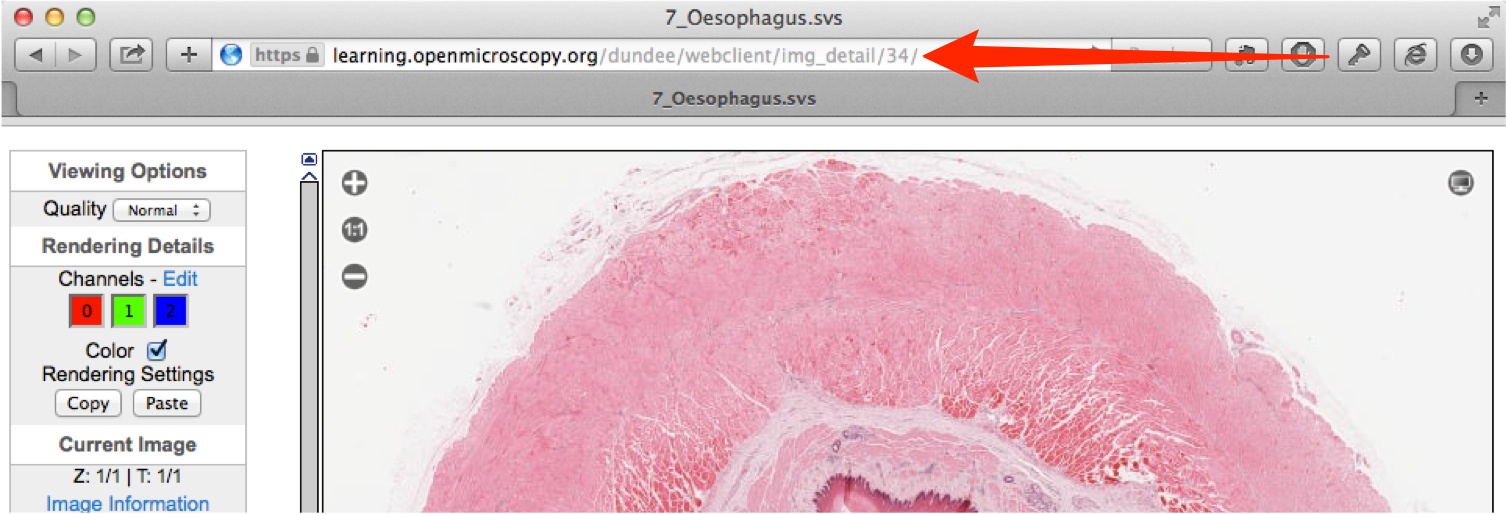 7_Oesophagus.svs
https learning.openmicroscopy.org/dundee/webclient/img_detail/34/
7_Oesophagus.svs
Viewing Options
Quality Normal
Rendering Details
Channels - Edit
0 1 2
Color
Rendering Settings
Copy Paste
Current Image
Z: 1/1 | T: 1/1
Image Information
1:1